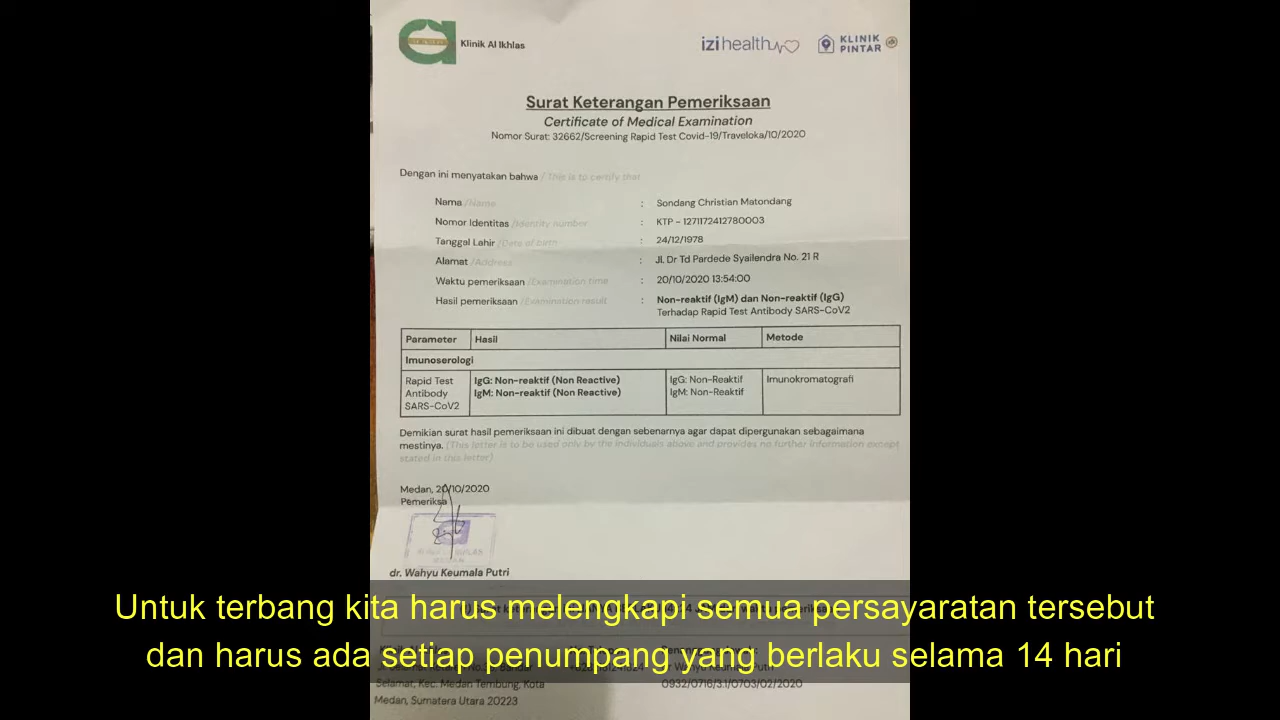 Klinik Al Ikhlas
izihealth
KLINIK PINTAR
Surat Keterangan Pemeriksaan
Certificate of Medical Examination
Nomor Surat: 32662/Screening Rapid Test Covid-19/Traveloka/10/2020
Dengan ini menyatakan bahwa / This is to certify that
Nama /Name : Sondang Christian Matondang
Nomor Identitas /Identity number : KTP - 1271172412780003
Tanggal Lahir /Date of birth : 24/12/1978
Alamat /Address : Jl. Dr Td Pardede Syailendra No. 21 R
Waktu pemeriksaan /Examination time : 20/10/2020 13:54:00
Hasil pemeriksaan /Examination result : Non-reaktif (IgM) dan Non-reaktif (IgG)
Terhadap Rapid Test Antibody SARS-CoV2
Parameter Hasil Nilai Normal Metode
Imunoserologi
Rapid Test IgG: Non-reaktif (Non Reactive) IgG: Non-Reaktif Imunokromatografi
Antibody IgM: Non-reaktif (Non Reactive) IgM: Non-Reaktif
SARS-CoV2
Demikian surat hasil pemeriksaan ini dibuat dengan sebenarnya agar dapat dipergunakan sebagaimana
mestinya. (This letter is to be used only by the individuals above and provides no further information except
stated in this letter)
Medan, 20/10/2020
Pemeriksa
dr. Wahyu Keumala Putri
Untuk terbang kita harus melengkapi semua persayaratan tersebut
dan harus ada setiap penumpang yang berlaku selama 14 hari
Selamat, Kec. Medan Tembung, Kota 0932/0716/3.1/0703/02/2020
Medan, Sumatera Utara 20223